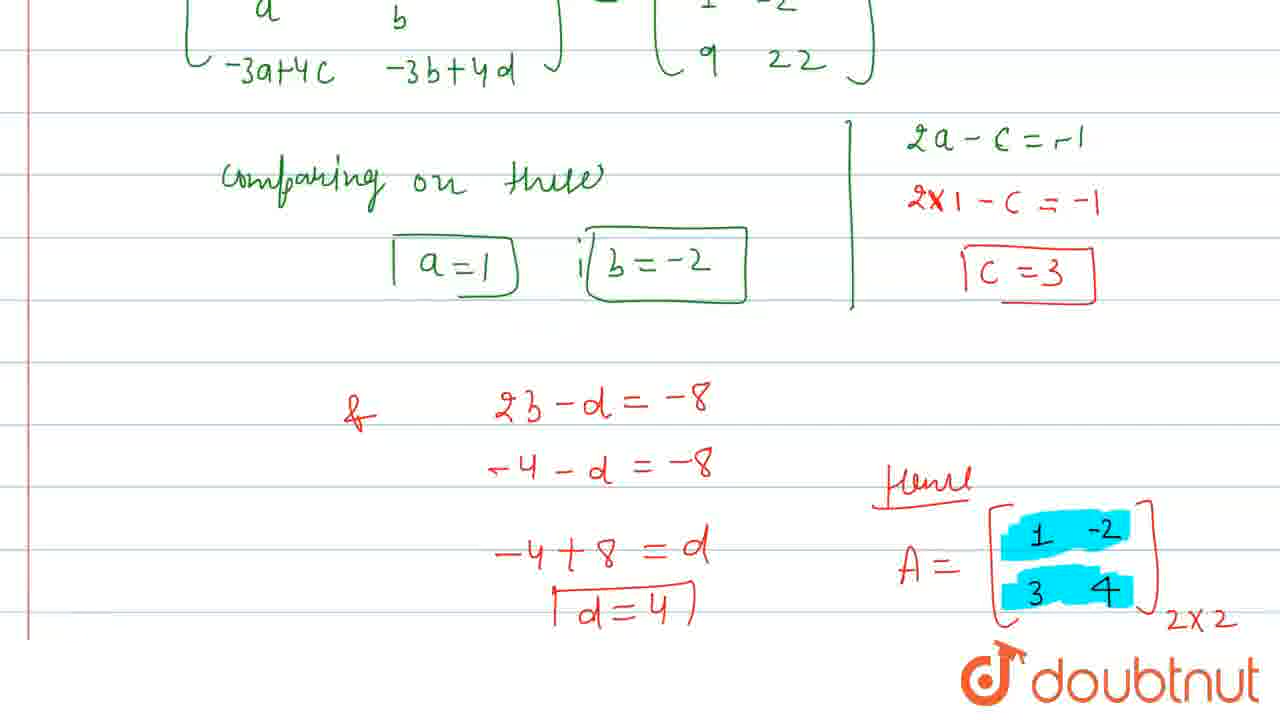 a b = 1 -2
-3a+4c -3b+4d 9 22
comparing on these
a=1 ; b=-2
2a-c=-1
2×1-c=-1
c=3
& 2b-d=-8
-4-d=-8
-4+8=d
d=4
Hence
A= 1 -2
3 4 2×2
doubtnut